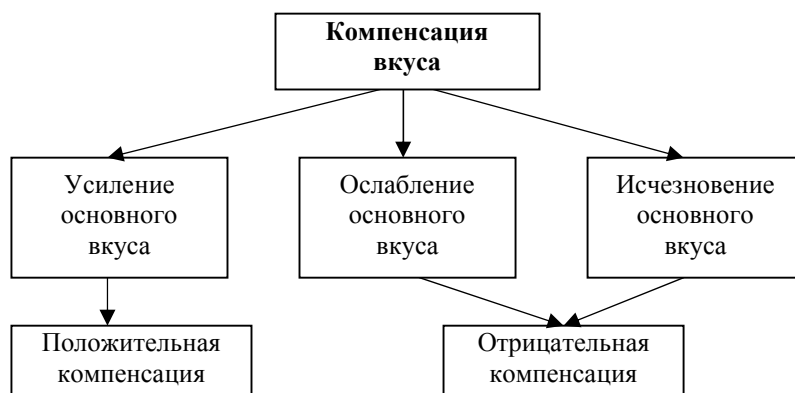 Компенсация
вкуса
Усиление
основного
вкуса
Ослабление
основного
вкуса
Исчезновение
основного
вкуса
Положительная
компенсация
Отрицательная
компенсация